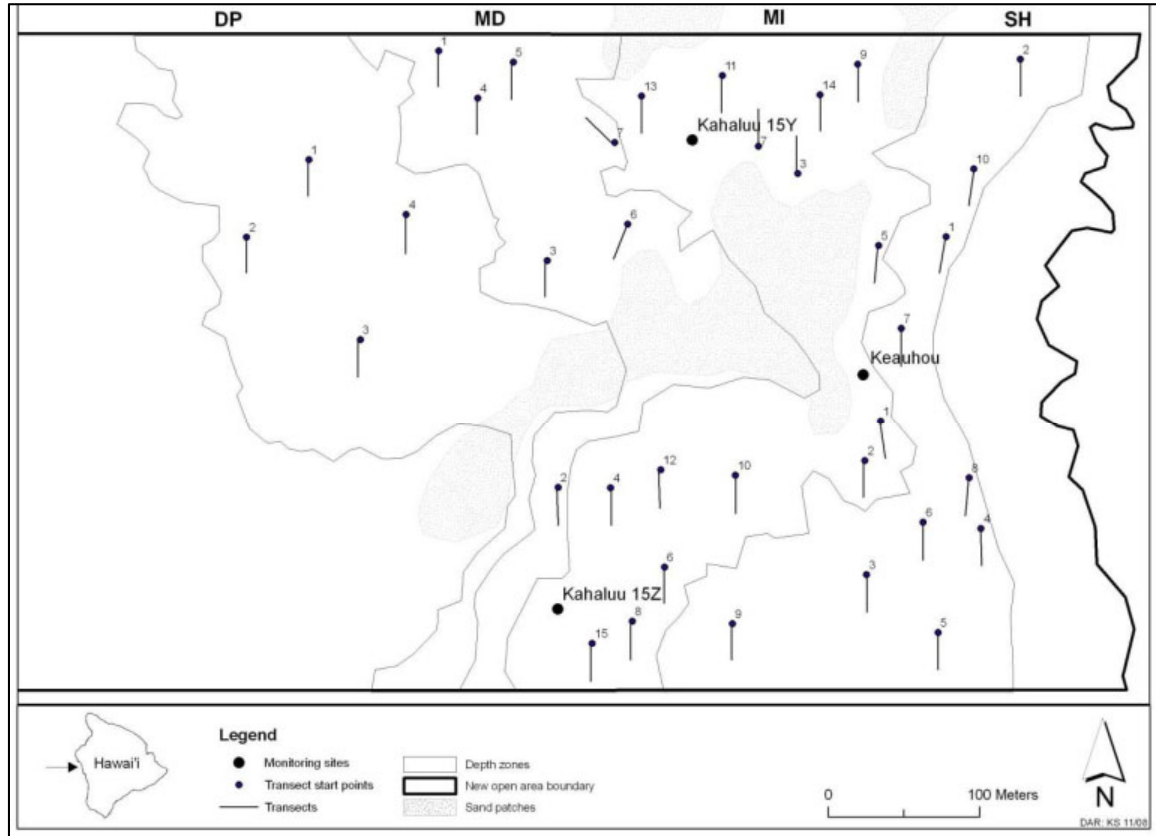 DP MD MI SH
1 5 11 9 2
4 13 14
7 Kahaluu 15Y 7
1 3 10
4 6
2 5 1
3
3 7
Keauhou
1
2 4 12 10 2 8
6 4
6 3
Kahaluu 15Z
15 8 9 5
Hawai'i
Legend
Monitoring sites
Transect start points
Transects
Depth zones
New open area boundary
Sand patches
0 100 Meters
N
DAR; KS 11/08